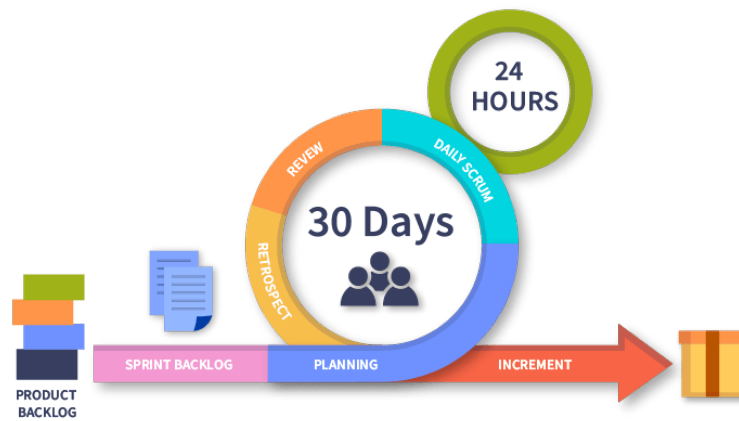 24
HOURS
DAILY SCRUM
REVEW
30 Days
RETROSPECT
SPRINT BACKLOG
PLANNING
INCREMENT
PRODUCT
BACKLOG